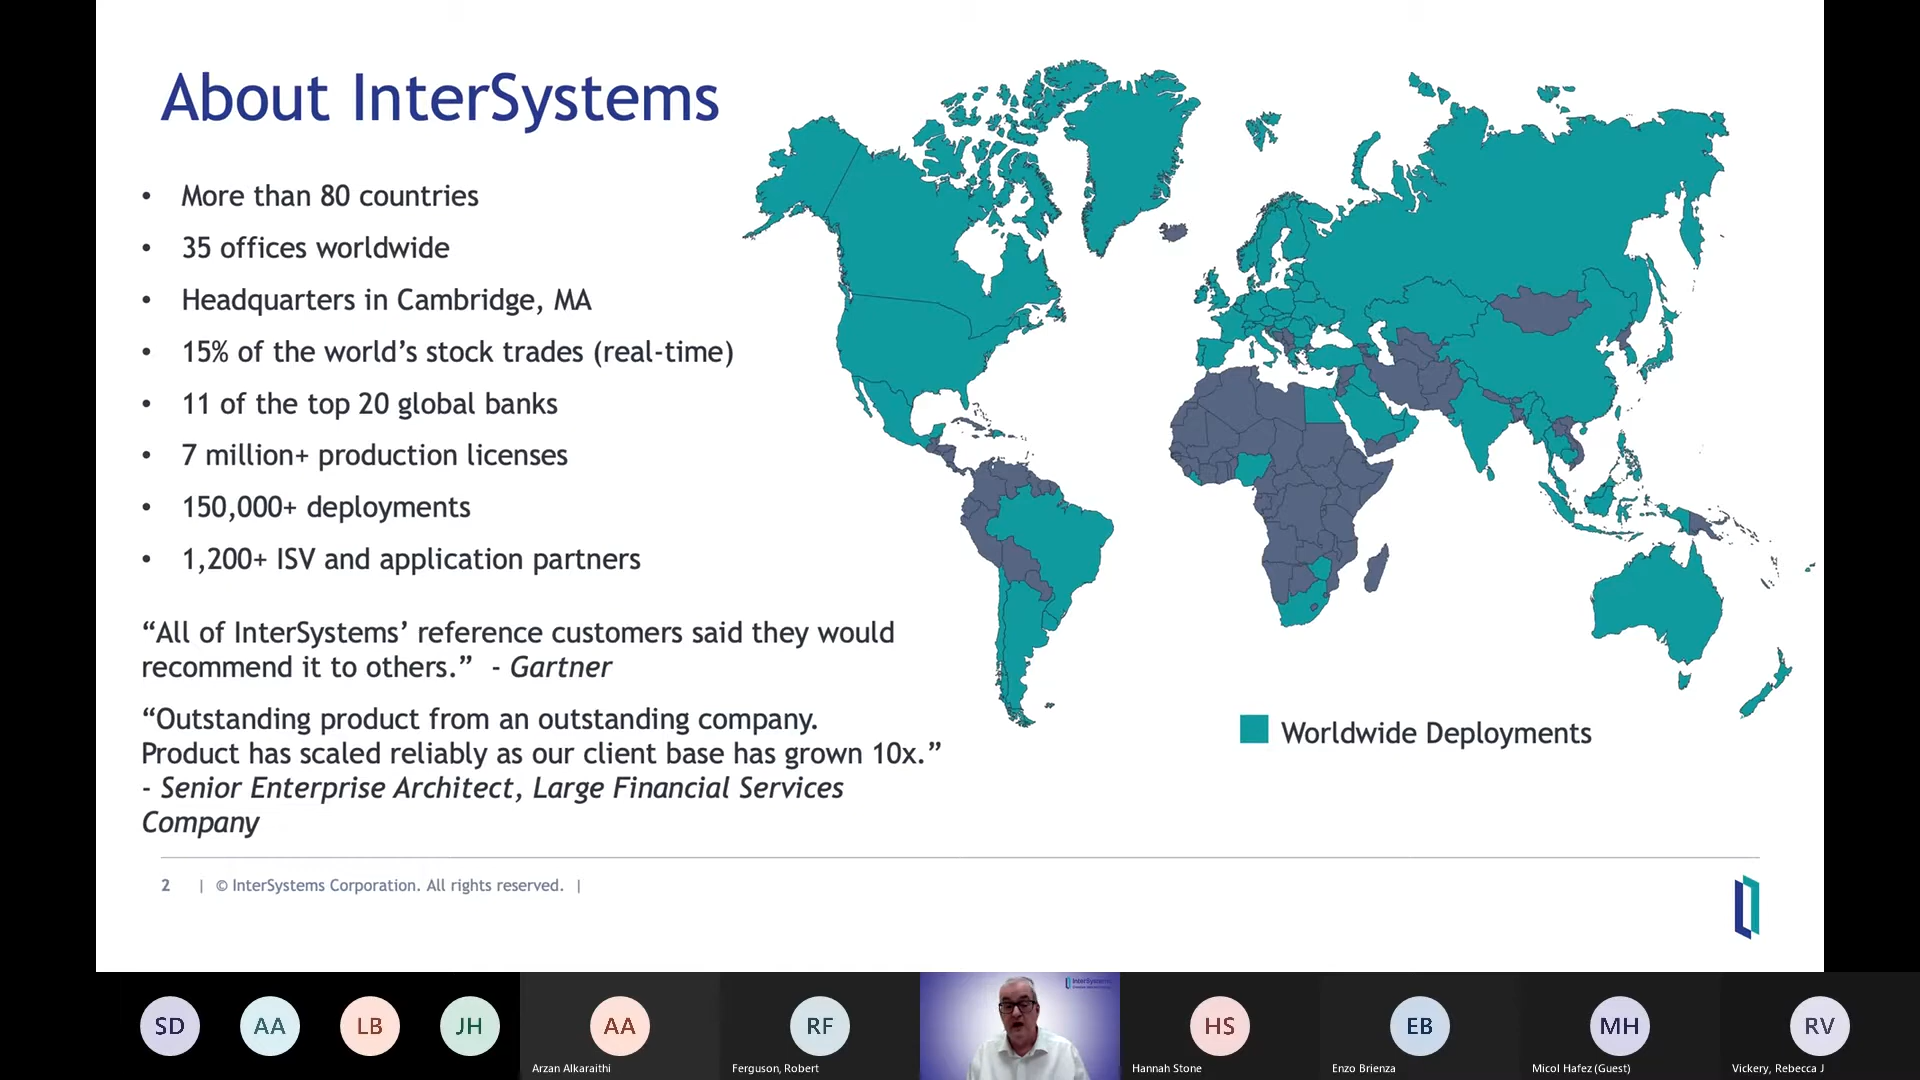 About InterSystems
• More than 80 countries
• 35 offices worldwide
• Headquarters in Cambridge, MA
• 15% of the world’s stock trades (real-time)
• 11 of the top 20 global banks
• 7 million+ production licenses
• 150,000+ deployments
• 1,200+ ISV and application partners
“All of InterSystems’ reference customers said they would
recommend it to others.” - Gartner
“Outstanding product from an outstanding company.
Product has scaled reliably as our client base has grown 10x.”
- Senior Enterprise Architect, Large Financial Services
Company
Worldwide Deployments
2 | © InterSystems Corporation. All rights reserved. |
SD
AA
LB
JH
AA
Arzan Alkaraithi
RF
Ferguson, Robert
InterSystems
HS
Hannah Stone
EB
Enzo Brienza
MH
Micol Hafez (Guest)
RV
Vickery, Rebecca J